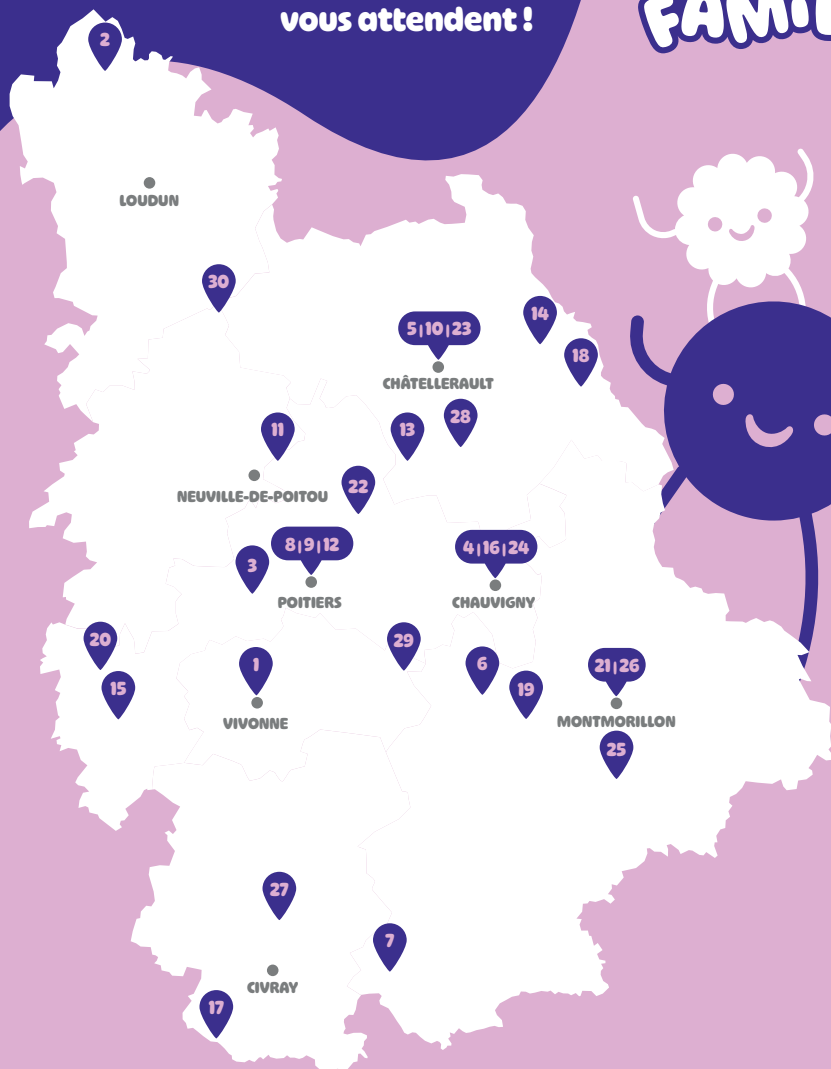 vous attendent !
FAMI
2
LOUDUN
30
5|10|23
14
CHÂTELLERAULT
18
11
13
28
NEUVILLE-DE-POITOU
22
8|9|12
4|16|24
3
POITIERS
CHAUVIGNY
20
1
29
6
21|26
15
19
VIVONNE
MONTMORILLON
25
27
7
CIVRAY
17